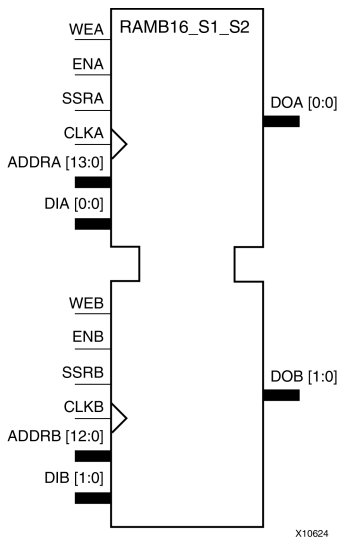 RAMB16_S1_S2
WEA
ENA
SSRA
DOA [0:0]
CLKA
ADDRA [13:0]
DIA [0:0]
WEB
ENB
SSRB
DOB [1:0]
CLKB
ADDRB [12:0]
DIB [1:0]
X10624